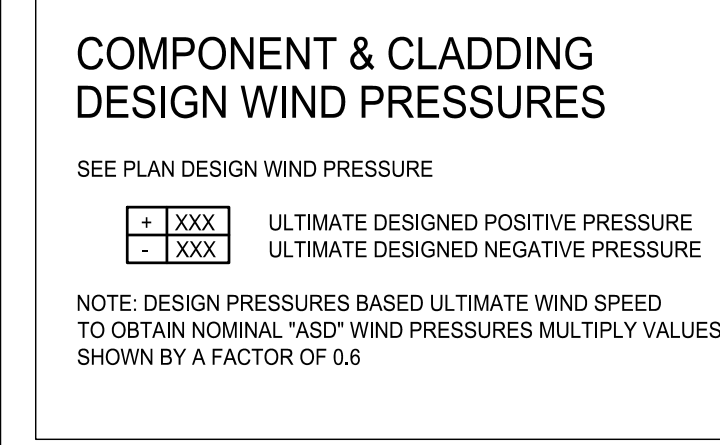 COMPONENT & CLADDING
DESIGN WIND PRESSURES
SEE PLAN DESIGN WIND PRESSURE
+ XXX ULTIMATE DESIGNED POSITIVE PRESSURE
- XXX ULTIMATE DESIGNED NEGATIVE PRESSURE
NOTE: DESIGN PRESSURES BASED ULTIMATE WIND SPEED
TO OBTAIN NOMINAL "ASD" WIND PRESSURES MULTIPLY VALUES
SHOWN BY A FACTOR OF 0.6